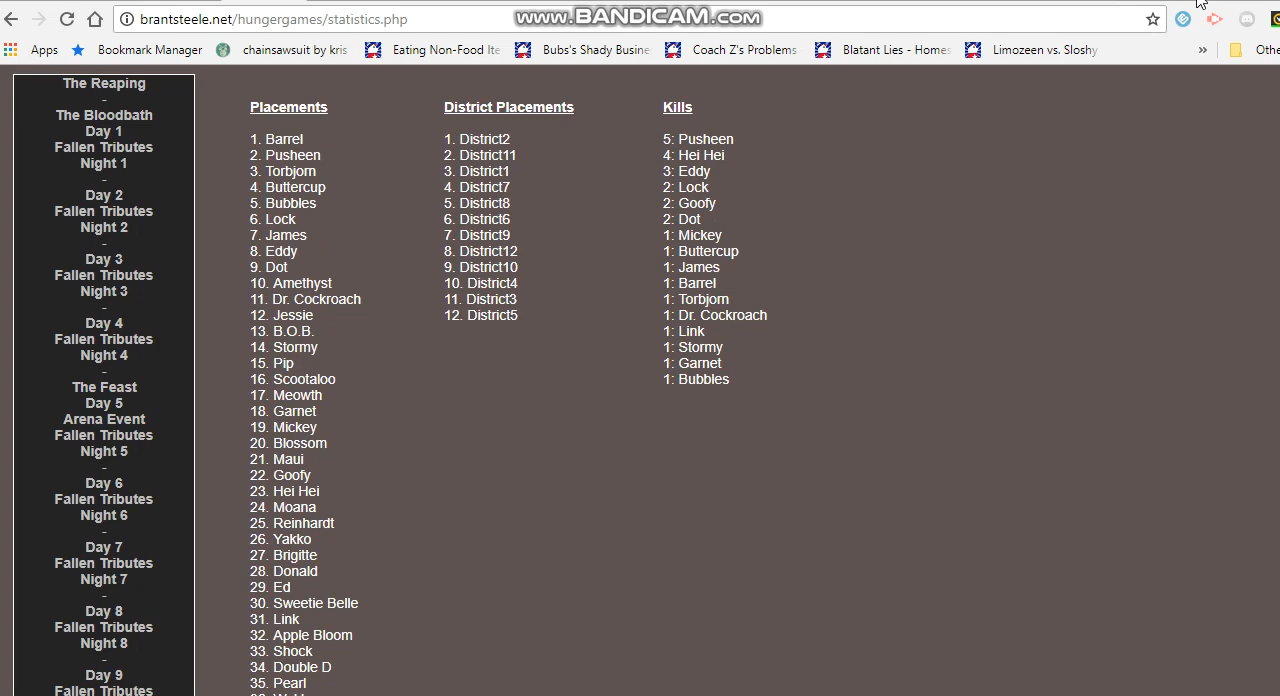 brantsteele.net/hungergames/statistics.php
www.BANDICAM.com
Apps
Bookmark Manager
chainsawsuit by kris
Eating Non-Food Ite
Bubs's Shady Busine
Coach Z's Problems
Blatant Lies - Homes
Limozeen vs. Sloshy
»
Othe
The Reaping
-
The Bloodbath
Day 1
Fallen Tributes
Night 1
-
Day 2
Fallen Tributes
Night 2
-
Day 3
Fallen Tributes
Night 3
-
Day 4
Fallen Tributes
Night 4
-
The Feast
Day 5
Arena Event
Fallen Tributes
Night 5
-
Day 6
Fallen Tributes
Night 6
-
Day 7
Fallen Tributes
Night 7
-
Day 8
Fallen Tributes
Night 8
-
Day 9
Fallen Tributes
Placements
1. Barrel
2. Pusheen
3. Torbjorn
4. Buttercup
5. Bubbles
6. Lock
7. James
8. Eddy
9. Dot
10. Amethyst
11. Dr. Cockroach
12. Jessie
13. B.O.B.
14. Stormy
15. Pip
16. Scootaloo
17. Meowth
18. Garnet
19. Mickey
20. Blossom
21. Maui
22. Goofy
23. Hei Hei
24. Moana
25. Reinhardt
26. Yakko
27. Brigitte
28. Donald
29. Ed
30. Sweetie Belle
31. Link
32. Apple Bloom
33. Shock
34. Double D
35. Pearl
District Placements
1. District2
2. District11
3. District1
4. District7
5. District8
6. District6
7. District9
8. District12
9. District10
10. District4
11. District3
12. District5
Kills
5: Pusheen
4: Hei Hei
3: Eddy
2: Lock
2: Goofy
2: Dot
1: Mickey
1: Buttercup
1: James
1: Barrel
1: Torbjorn
1: Dr. Cockroach
1: Link
1: Stormy
1: Garnet
1: Bubbles